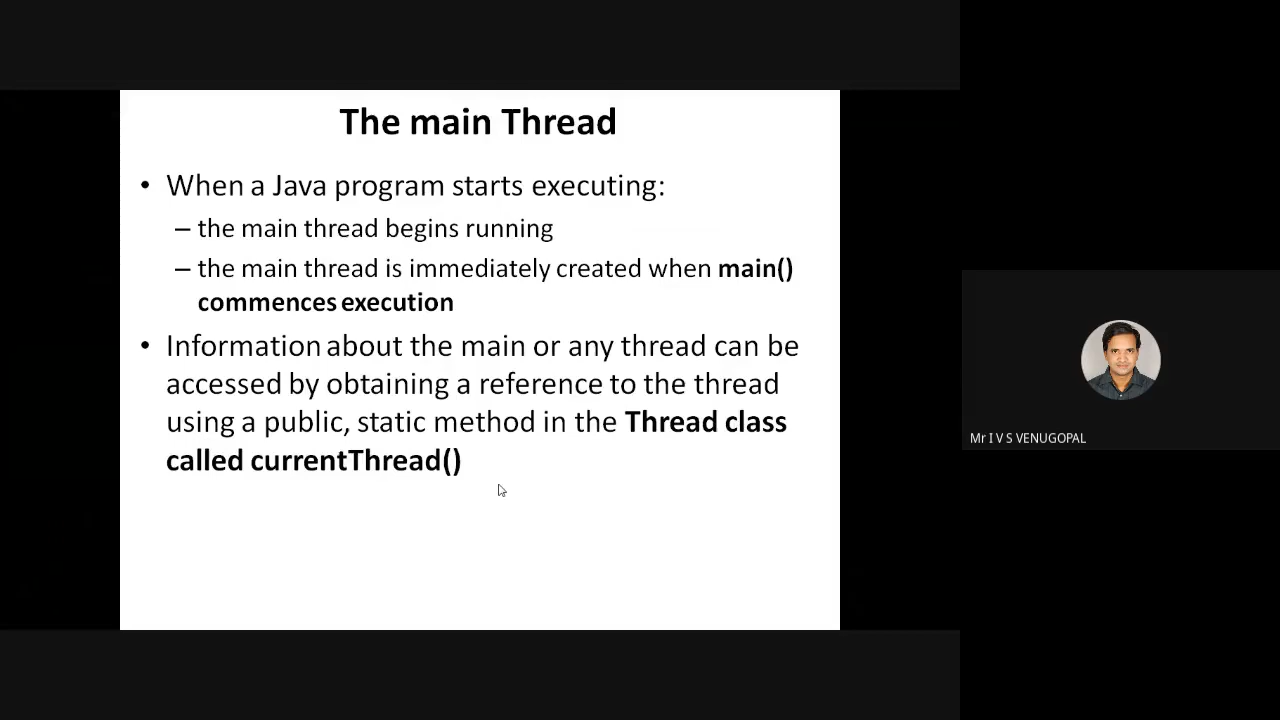 The main Thread
• When a Java program starts executing:
– the main thread begins running
– the main thread is immediately created when main()
commences execution
• Information about the main or any thread can be
accessed by obtaining a reference to the thread
using a public, static method in the Thread class
called currentThread()
Mr I V S VENUGOPAL